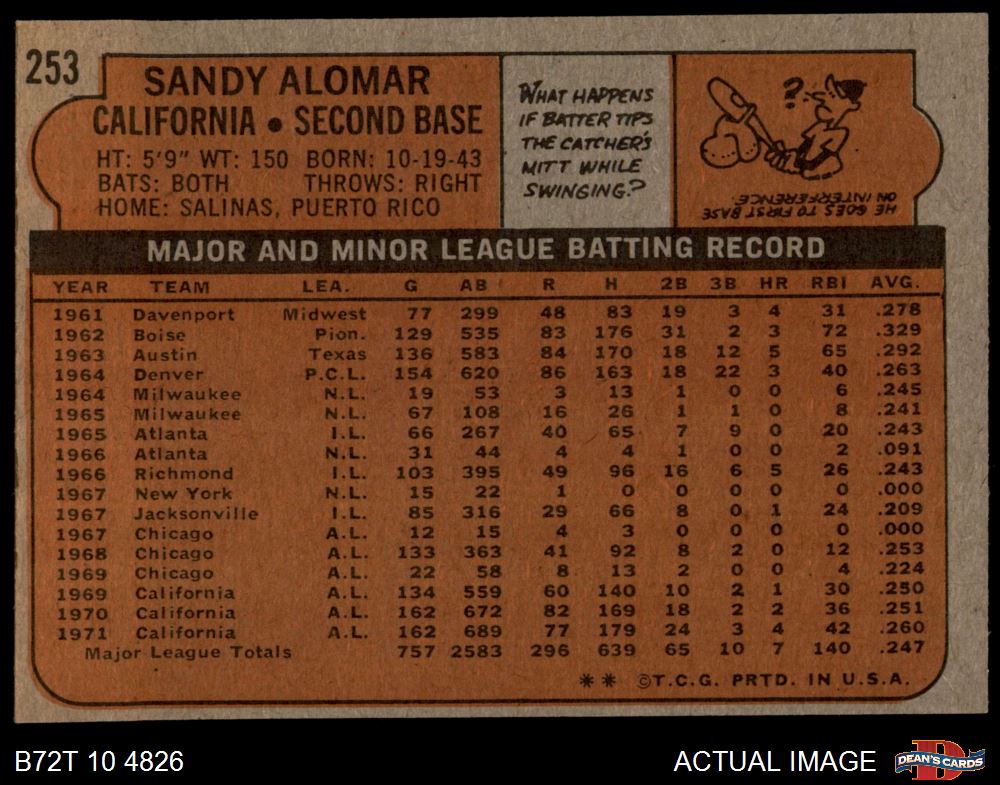 253
SANDY ALOMAR
CALIFORNIA • SECOND BASE
HT: 5'9" WT: 150 BORN: 10-19-43
BATS: BOTH THROWS: RIGHT
HOME: SALINAS, PUERTO RICO
WHAT HAPPENS
IF BATTER TIPS
THE CATCHER'S
MITT WHILE
SWINGING?
?
HE GOES TO FIRST BASE
ON INTERFERENCE.
MAJOR AND MINOR LEAGUE BATTING RECORD
YEAR TEAM LEA. G AB R H 2B 3B HR RBI AVG.
1961 Davenport Midwest 77 299 48 83 19 3 4 31 .278
1962 Boise Pion. 129 535 83 176 31 2 3 72 .329
1963 Austin Texas 136 583 84 170 18 12 5 65 .292
1964 Denver P.C.L. 154 620 86 163 18 22 3 40 .263
1964 Milwaukee N.L. 19 53 3 13 1 0 0 6 .245
1965 Milwaukee N.L. 67 108 16 26 1 1 0 8 .241
1965 Atlanta I.L. 66 267 40 65 7 9 0 20 .243
1966 Atlanta N.L. 31 44 4 4 1 0 0 2 .091
1966 Richmond I.L. 103 395 49 96 16 6 5 26 .243
1967 New York N.L. 15 22 1 0 0 0 0 0 .000
1967 Jacksonville I.L. 85 316 29 66 8 0 1 24 .209
1967 Chicago A.L. 12 15 4 3 0 0 0 0 .000
1968 Chicago A.L. 133 363 41 92 8 2 0 12 .253
1969 Chicago A.L. 22 58 8 13 2 0 0 4 .224
1969 California A.L. 134 559 60 140 10 2 1 30 .250
1970 California A.L. 162 672 82 169 18 2 2 36 .251
1971 California A.L. 162 689 77 179 24 3 4 42 .260
Major League Totals 757 2583 296 639 65 10 7 140 .247
** ©T.C.G. PRTD. IN U.S.A.
B72T 10 4826
ACTUAL IMAGE
D
DEAN'S CARDS